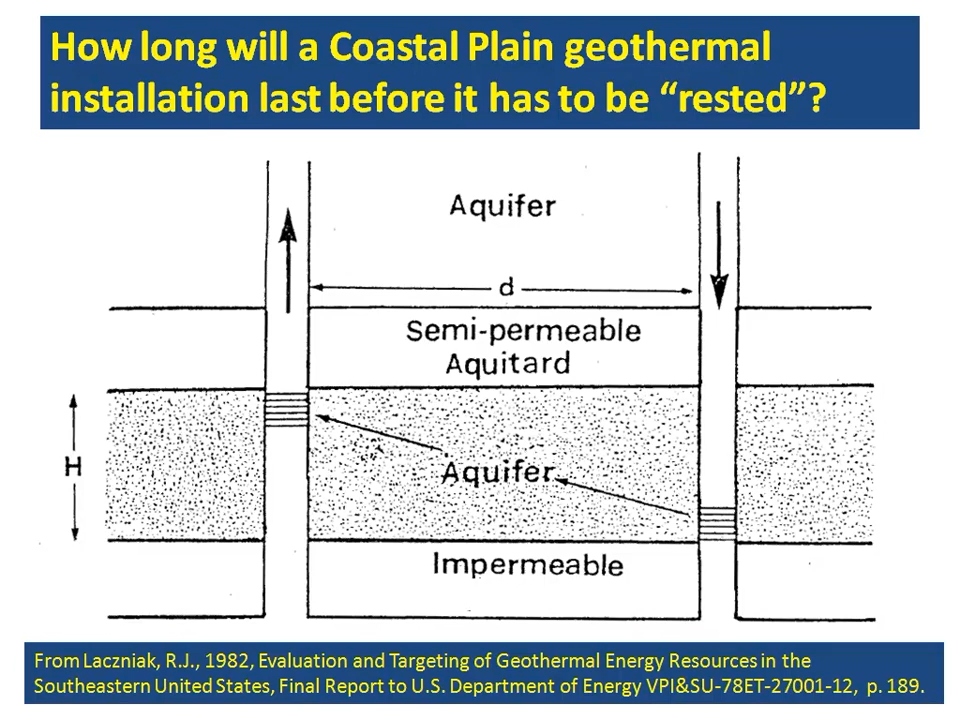 How long will a Coastal Plain geothermal
installation last before it has to be “rested”?
Aquifer
d
Semi-permeable
Aquitard
H
Aquifer
Impermeable
From Laczniak, R.J., 1982, Evaluation and Targeting of Geothermal Energy Resources in the
Southeastern United States, Final Report to U.S. Department of Energy VPI&SU-78ET-27001-12, p. 189.